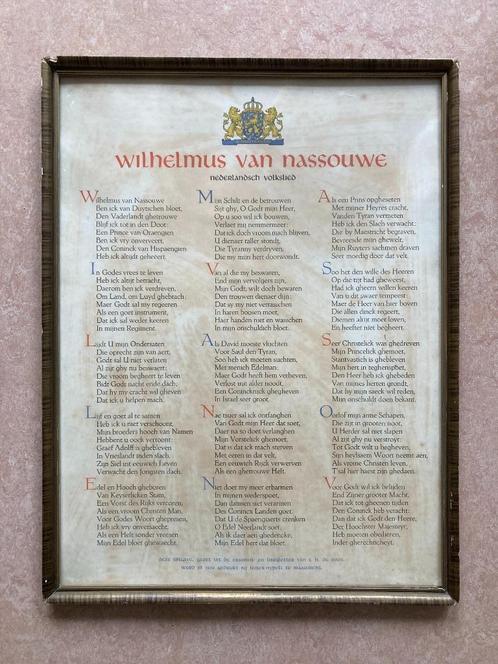 Wilhelmus van Nassouwe
nederlandsch volkslied
Wilhelmus van Nassouwe
Ben ick van Duytschen bloet,
Den Vaderlant ghetrouwe
Blijf ick tot in den Doot:
Een Prince van Oraengien
Ben ick vry onverveert,
Den Coninck van Hispaengien
Heb ick altijdt gheëert.
In Godes vrees te leven
Heb ick altijt betracht,
Daerom ben ick verdreven,
Om Land, om Luyd ghebracht:
Maer Godt sal my regeeren
Als een goet instrument,
Dat ick sal weder keeren
In mijnen Regiment.
Lijdt U mijn Ondersaten
Die oprecht zijn van aert,
Godt sal U niet verlaten
Al zijt ghy nu beswaert:
Die vroom begheert te leven
Bidt Godt nacht ende dach,
Dat hy my cracht wil gheven
Dat ick u helpen mach.
Lijf en goet al te samen
Heb ick u niet verschoont,
Mijn broeders hooch van Namen
Hebbent u oock vertoont:
Graef Adolff is ghebleven
In Vrieslandt inden slach,
Zijn Siel int eeuwich Leven
Verwacht den Jongsten dach.
Edel en Hooch gheboren
Van Keyserlicken Stam,
Een Vorst des Rijcks vercoren
Als een vroom Christen Man,
Voor Godes Woort ghepreesen,
Heb ick vry onversaecht,
Als een Helt sonder vreesen
Mijn Edel bloet ghewaecht.
Mijn Schilt en de betrouwen
Sijt ghy, O Godt mijn Heer,
Op u soo wil ick bouwen,
Verlaet my nemmermeer:
Dat ick doch vroom mach blijven,
U dienaer taller stondt,
Die Tyranny verdryven,
Die my mijn hert doorwondt.
Van al die my beswaren,
End mijn vervolgers zijn,
Mijn Godt wilt doch bewaren
Den trouwen dienaer dijn:
Dat sy my niet verrasschen
In haren boosen moet,
Haer handen niet en wasschen
In mijn onschuldich bloet.
Als David moeste vluchten
Voor Saul den Tyran,
Soo heb ick moeten suchten,
Met menich Edelman.
Maer Godt heeft hem verheven,
Verlost uut alder noodt,
Een Coninckrijck ghegheven
In Israel seer groot.
Nae tsuer sal ick ontfanghen
Van Godt mijn Heer dat soet,
Daer na so doet verlanghen
Mijn Vorstelick ghemoet,
Dat is dat ick mach sterven
Met eeren in dat velt,
Een eeuwich Rijck verwerven
Als een ghetrouwe Helt.
Niet doet my meer erbarmen
In mijnen wederspoet,
Dan datmen siet verarmen
Des Conincx Landen goet.
Dat U de Spaengnaerts crencken
O Edel Neerlandt soet,
Als ick daer aen ghedencke,
Mijn Edel hert dat bloet.
Als een Prins opgheseten
Met mijner Heyres cracht,
Vanden Tyran vermeten
Heb ick den Slach verwacht:
Die by Maestricht begraven,
Bevreesde mijn ghewelt.
Mijn Ruyters sachmen draven
Seer moedig door dat velt.
Soo het den wille des Heeren
Op die tijt had gheweest,
Had ick gheern willen keeren
Van u dit zwaer tempeest
Maer de Heer van hier boven
Die allen dinck regeert,
Diemen altijt moet loven,
En heeftet niet begheert.
Seer Christelick was ghedreven
Mijn Princelijk ghemoet,
Stantvastich is ghebleven
Mijn hert in teghenspoet,
Den Heer heb ick ghebeden
Van mijnes herten grondt,
Dat hy mijn saeck wil reden,
Mijn onschuldt doen bekant.
Oorlof mijn arme Schapen,
Die zijt in grooten noot,
U Herder sal niet slapen
Al zijt ghy nu verstroyt:
Tot Godt wilt u begheven,
Sijn heylsaem Woort neemt aen,
Als vrome Christen leven,
Tsal hier haest zijn ghedaen.
Voor Godt wil ick belijden
End Zijner grooter Macht,
Dat ick tot gheenen tijden
Den Coninck heb veracht:
Dan dat ick Godt den Heere,
Der Hoochster Majesteyt,
Heb moeten obedieren,
Inder gherechticheyt.